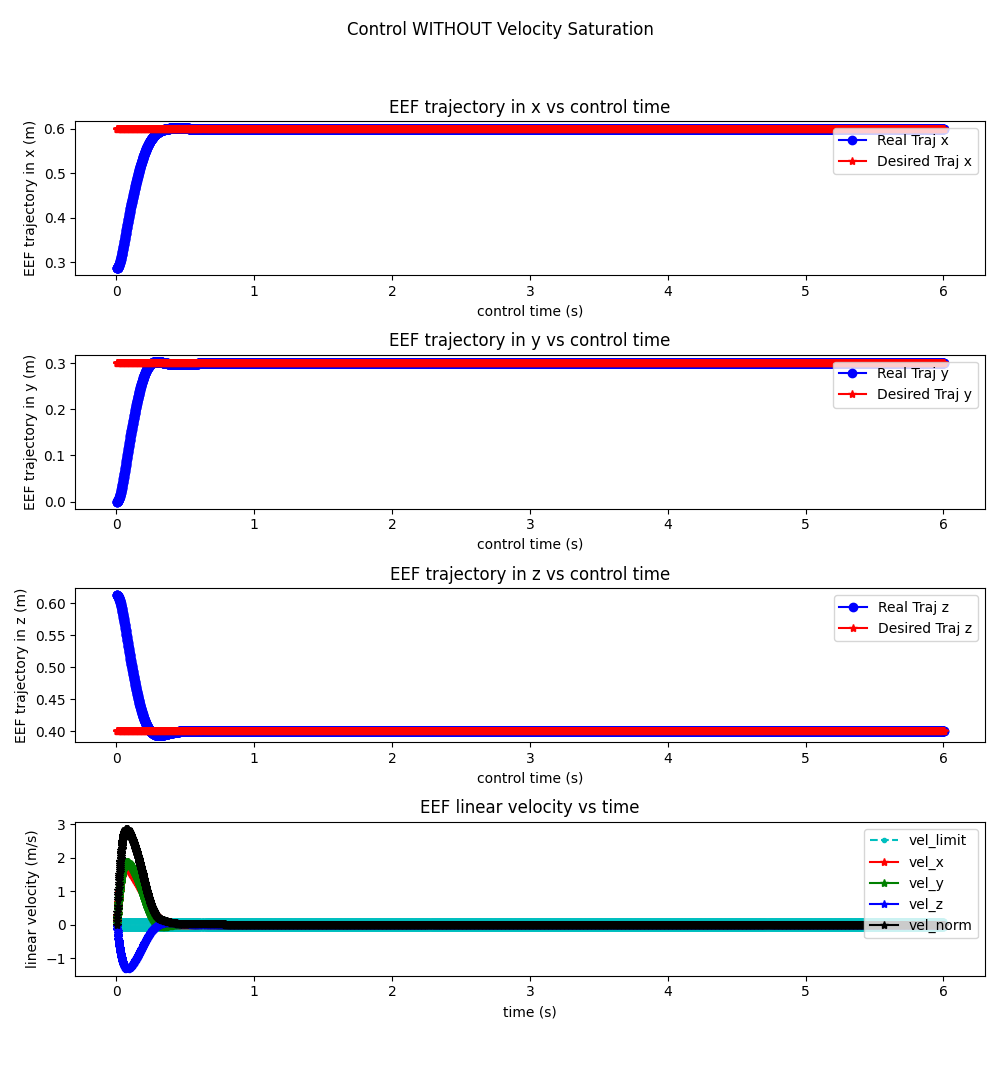 Control WITHOUT Velocity Saturation
EEF trajectory in x vs control time
EEF trajectory in x (m)
0.6
0.5
0.4
0.3
Real Traj x
Desired Traj x
0 1 2 3 4 5 6
control time (s)
EEF trajectory in y vs control time
EEF trajectory in y (m)
0.3
0.2
0.1
0.0
Real Traj y
Desired Traj y
0 1 2 3 4 5 6
control time (s)
EEF trajectory in z vs control time
EEF trajectory in z (m)
0.60
0.55
0.50
0.45
0.40
Real Traj z
Desired Traj z
0 1 2 3 4 5 6
control time (s)
EEF linear velocity vs time
linear velocity (m/s)
3
2
1
0
−1
vel_limit
vel_x
vel_y
vel_z
vel_norm
0 1 2 3 4 5 6
time (s)